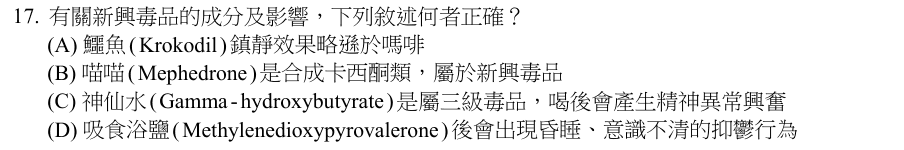 17. 有關新興毒品的成分及影響，下列敘述何者正確？
(A) 鱷魚(Krokodil)鎮靜效果略遜於嗎啡
(B) 喵喵(Mephedrone)是合成卡西酮類，屬於新興毒品
(C) 神仙水(Gamma-hydroxybutyrate)是屬三級毒品，喝後會產生精神異常興奮
(D) 吸食浴鹽(Methylenedioxypyrovalerone)後會出現昏睡、意識不清的抑鬱行為